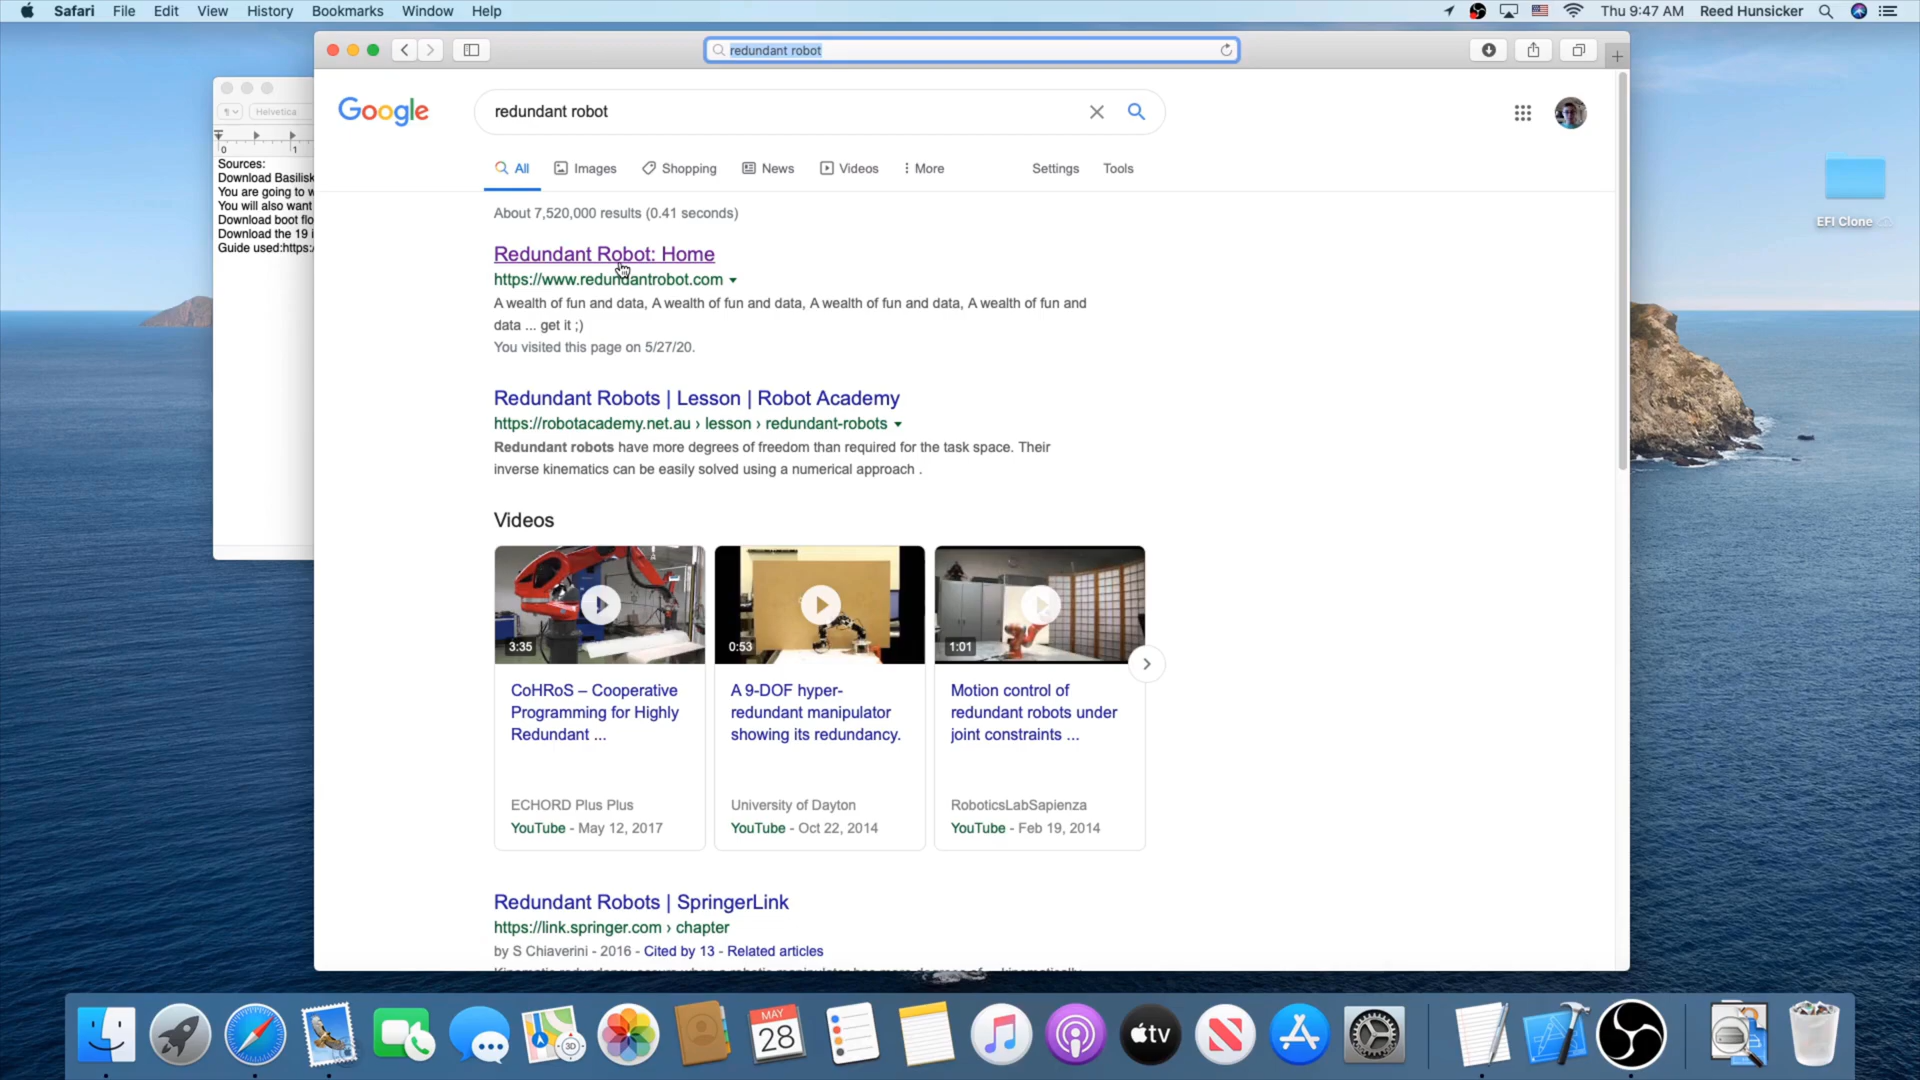 Safari File Edit View History Bookmarks Window Help
Thu 9:47 AM Reed Hunsicker
redundant robot
Helvetica
0 1
Sources:
Download Basilisk
You are going to w
You will also want
Download boot flo
Download the 19 i
Guide used:https:
EFI Clone
Google
redundant robot
All Images Shopping News Videos More Settings Tools
About 7,520,000 results (0.41 seconds)
Redundant Robot: Home
https://www.redundantrobot.com
A wealth of fun and data, A wealth of fun and data, A wealth of fun and data, A wealth of fun and
data ... get it ;)
You visited this page on 5/27/20.
Redundant Robots | Lesson | Robot Academy
https://robotacademy.net.au › lesson › redundant-robots
Redundant robots have more degrees of freedom than required for the task space. Their
inverse kinematics can be easily solved using a numerical approach .
Videos
3:35
0:53
1:01
CoHRoS – Cooperative
Programming for Highly
Redundant ...
ECHORD Plus Plus
YouTube - May 12, 2017
A 9-DOF hyper-
redundant manipulator
showing its redundancy.
University of Dayton
YouTube - Oct 22, 2014
Motion control of
redundant robots under
joint constraints ...
RoboticsLabSapienza
YouTube - Feb 19, 2014
Redundant Robots | SpringerLink
https://link.springer.com › chapter
by S Chiaverini - 2016 - Cited by 13 - Related articles
MAY
28
3D
tv